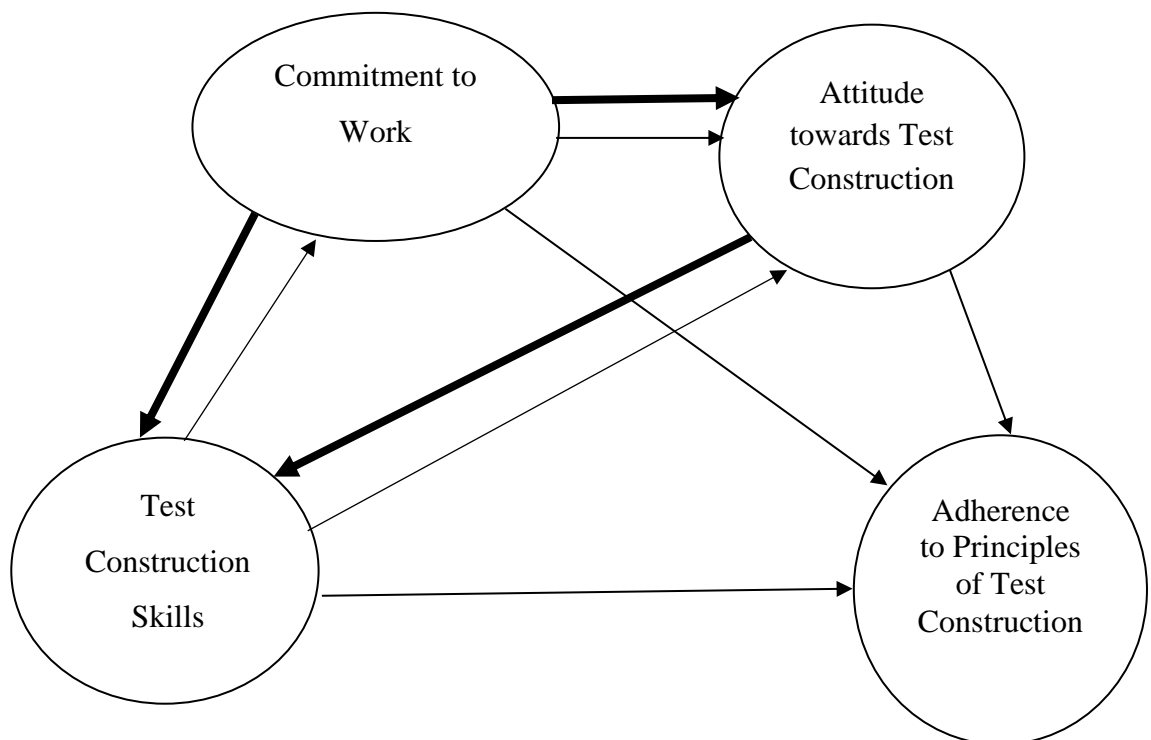 Commitment to
Work
Attitude
towards Test
Construction
Test
Construction
Skills
Adherence
to Principles
of Test
Construction